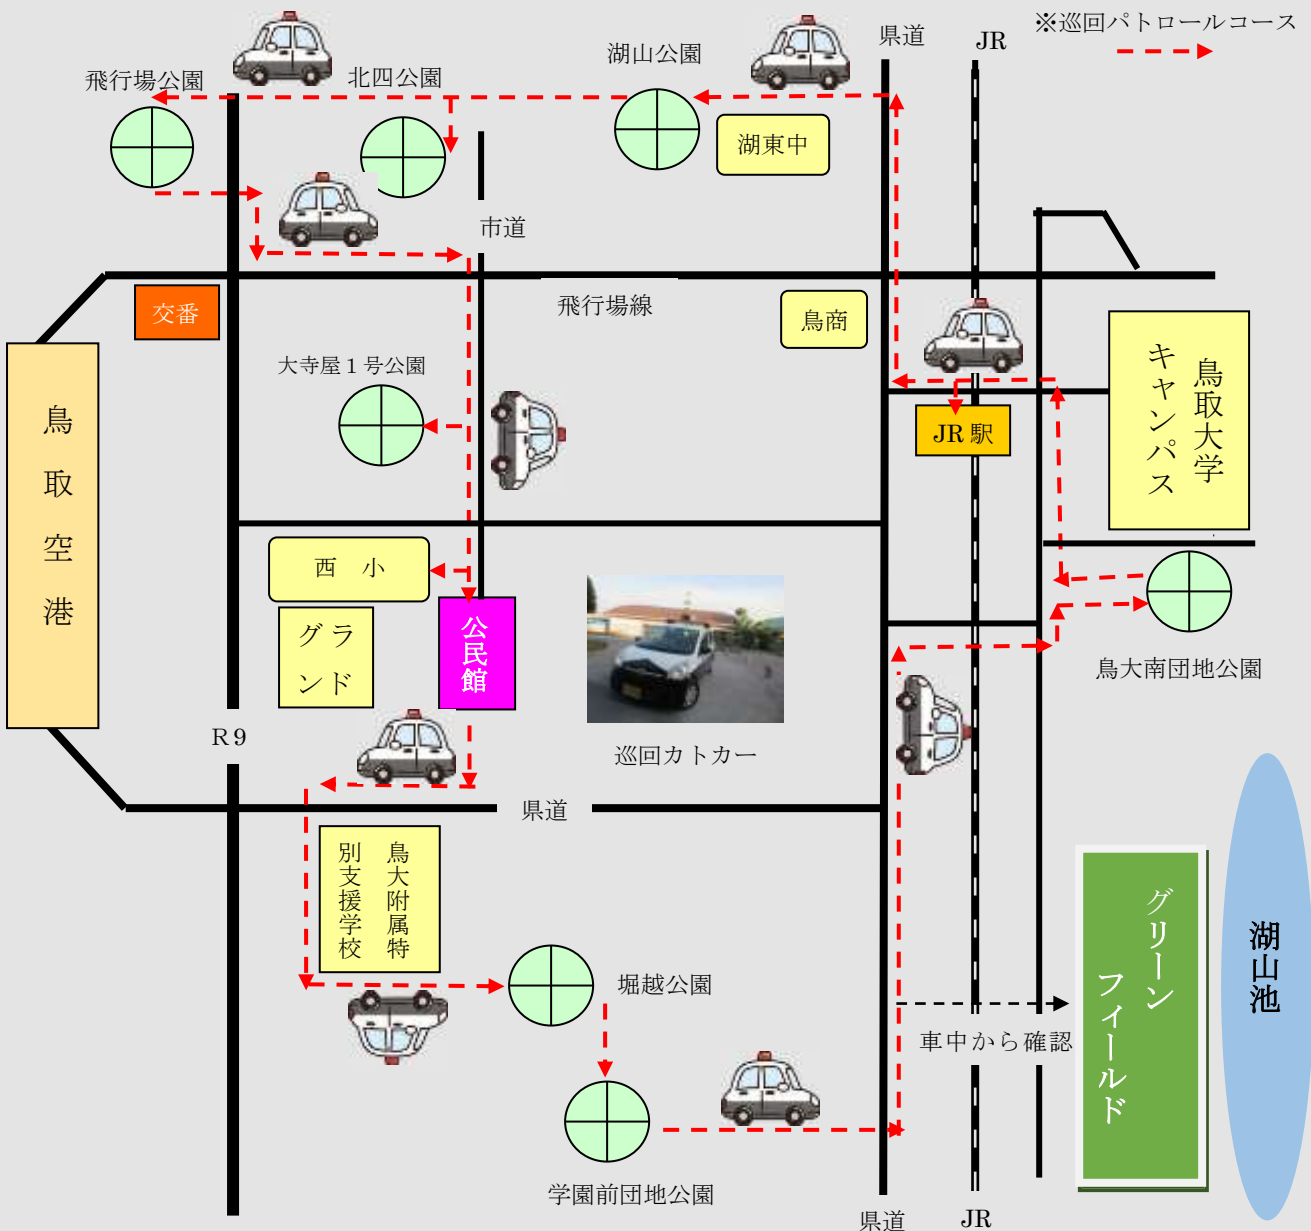 ※巡回パトロールコース
県道
JR
湖山公園
北四公園
飛行場公園
湖東中
市道
飛行場線
交番
鳥商
大寺屋１号公園
JR駅
鳥取大学
キャンパス
鳥取空港
西 小
グラ
ンド
公民館
鳥大南団地公園
R9
巡回カトカー
県道
鳥大附属特
別支援学校
堀越公園
車中から確認
グリーン
フィールド
湖山池
学園前団地公園
県道
JR